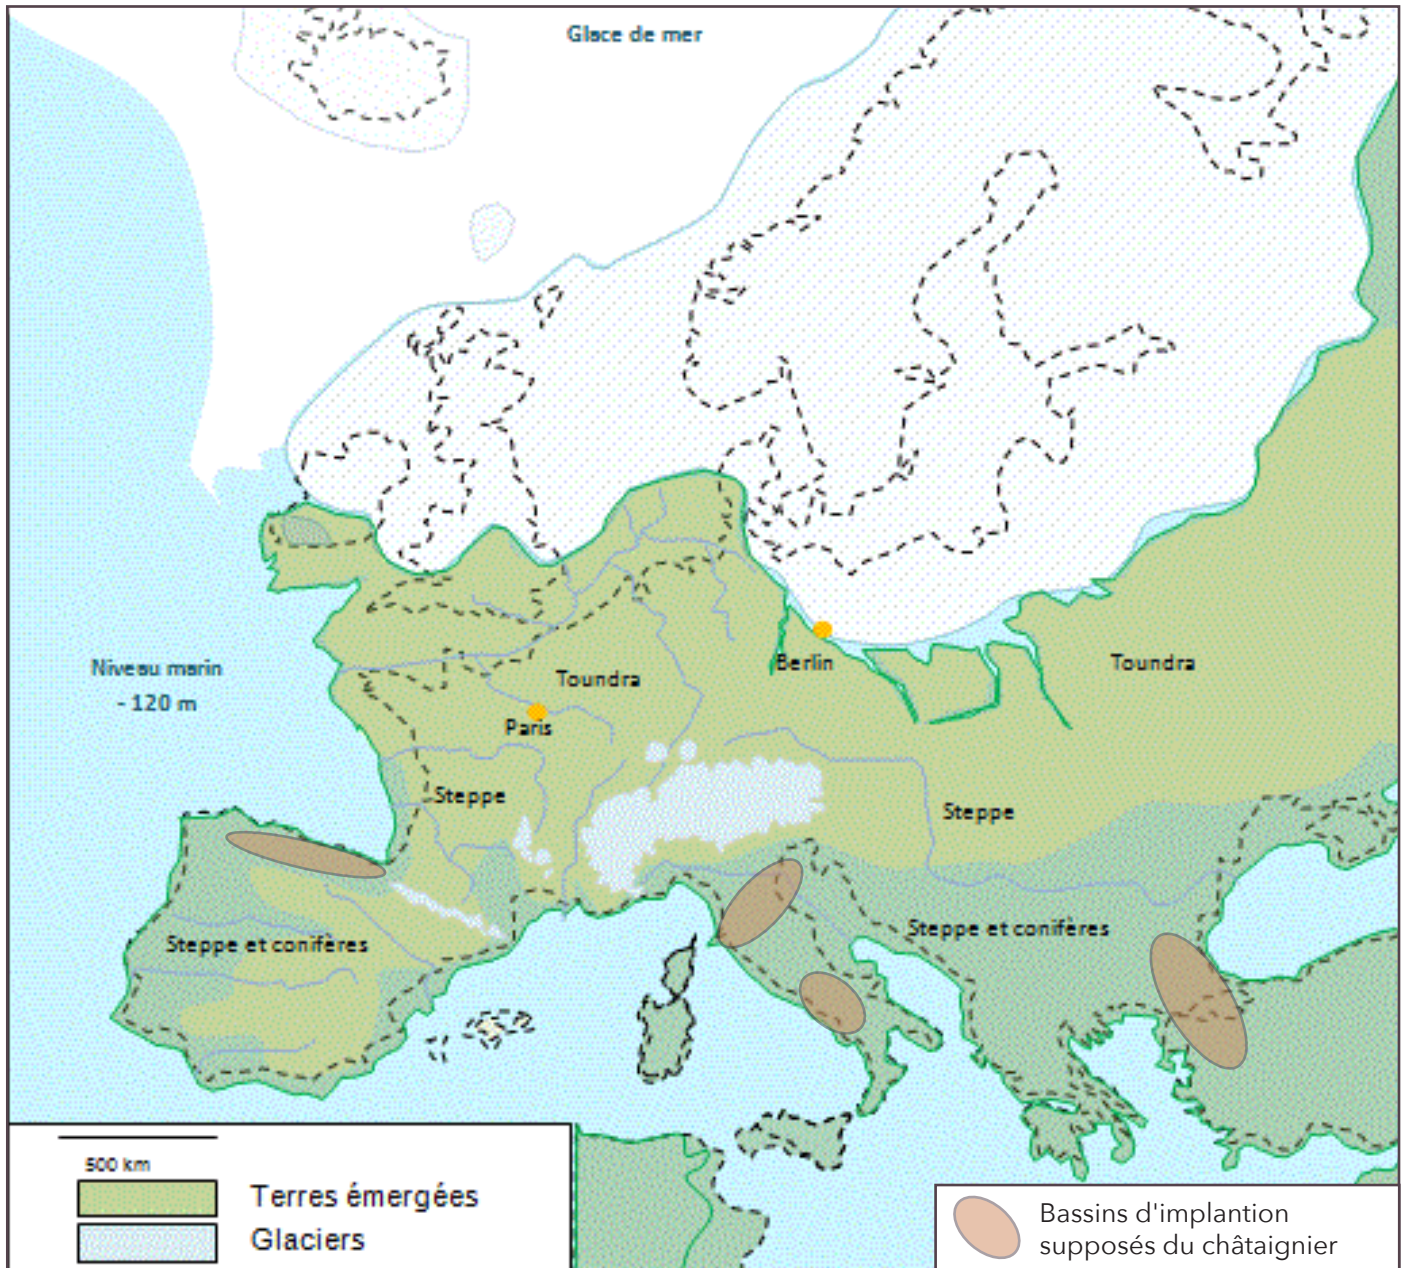 Glace de mer
Niveau marin
- 120 m
Toundra
Berlin
Toundra
Paris
Steppe
Steppe
Steppe et conifères
Steppe et conifères
500 km
Terres émergées
Glaciers
Bassins d'implantion
supposés du châtaignier